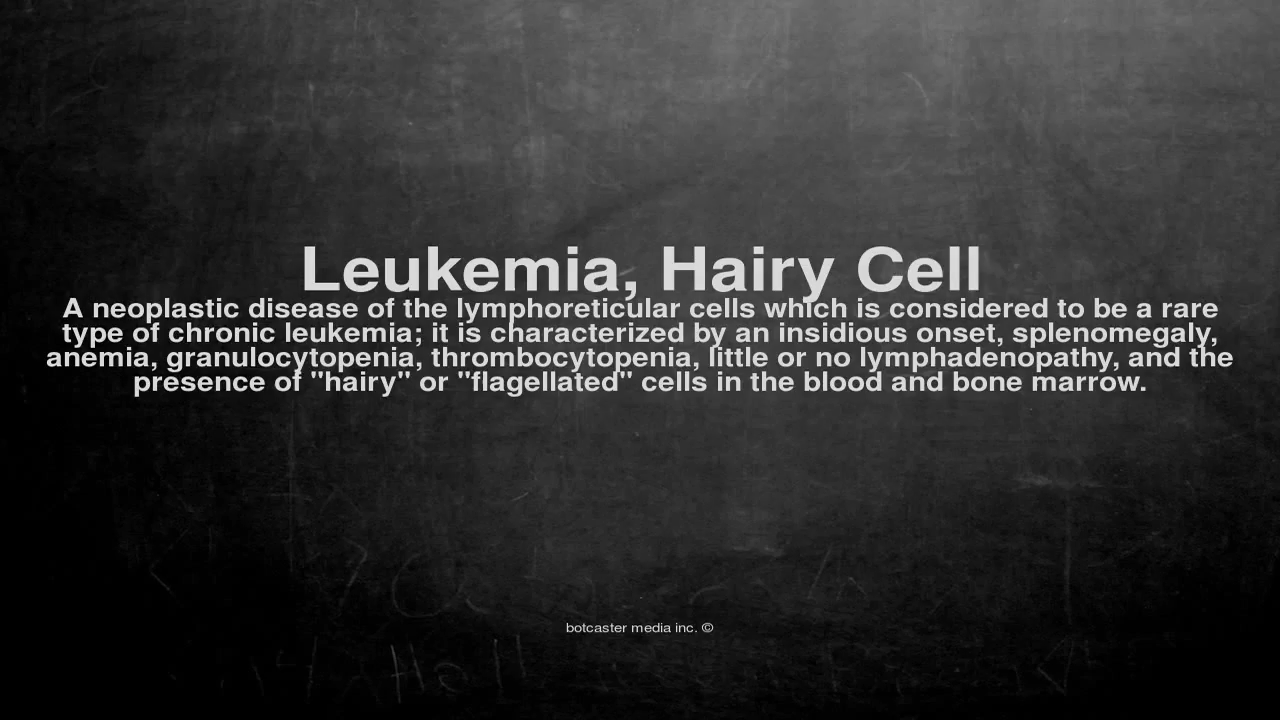 Leukemia, Hairy Cell
A neoplastic disease of the lymphoreticular cells which is considered to be a rare
type of chronic leukemia; it is characterized by an insidious onset, splenomegaly,
anemia, granulocytopenia, thrombocytopenia, little or no lymphadenopathy, and the
presence of "hairy" or "flagellated" cells in the blood and bone marrow.
botcaster media inc. ©